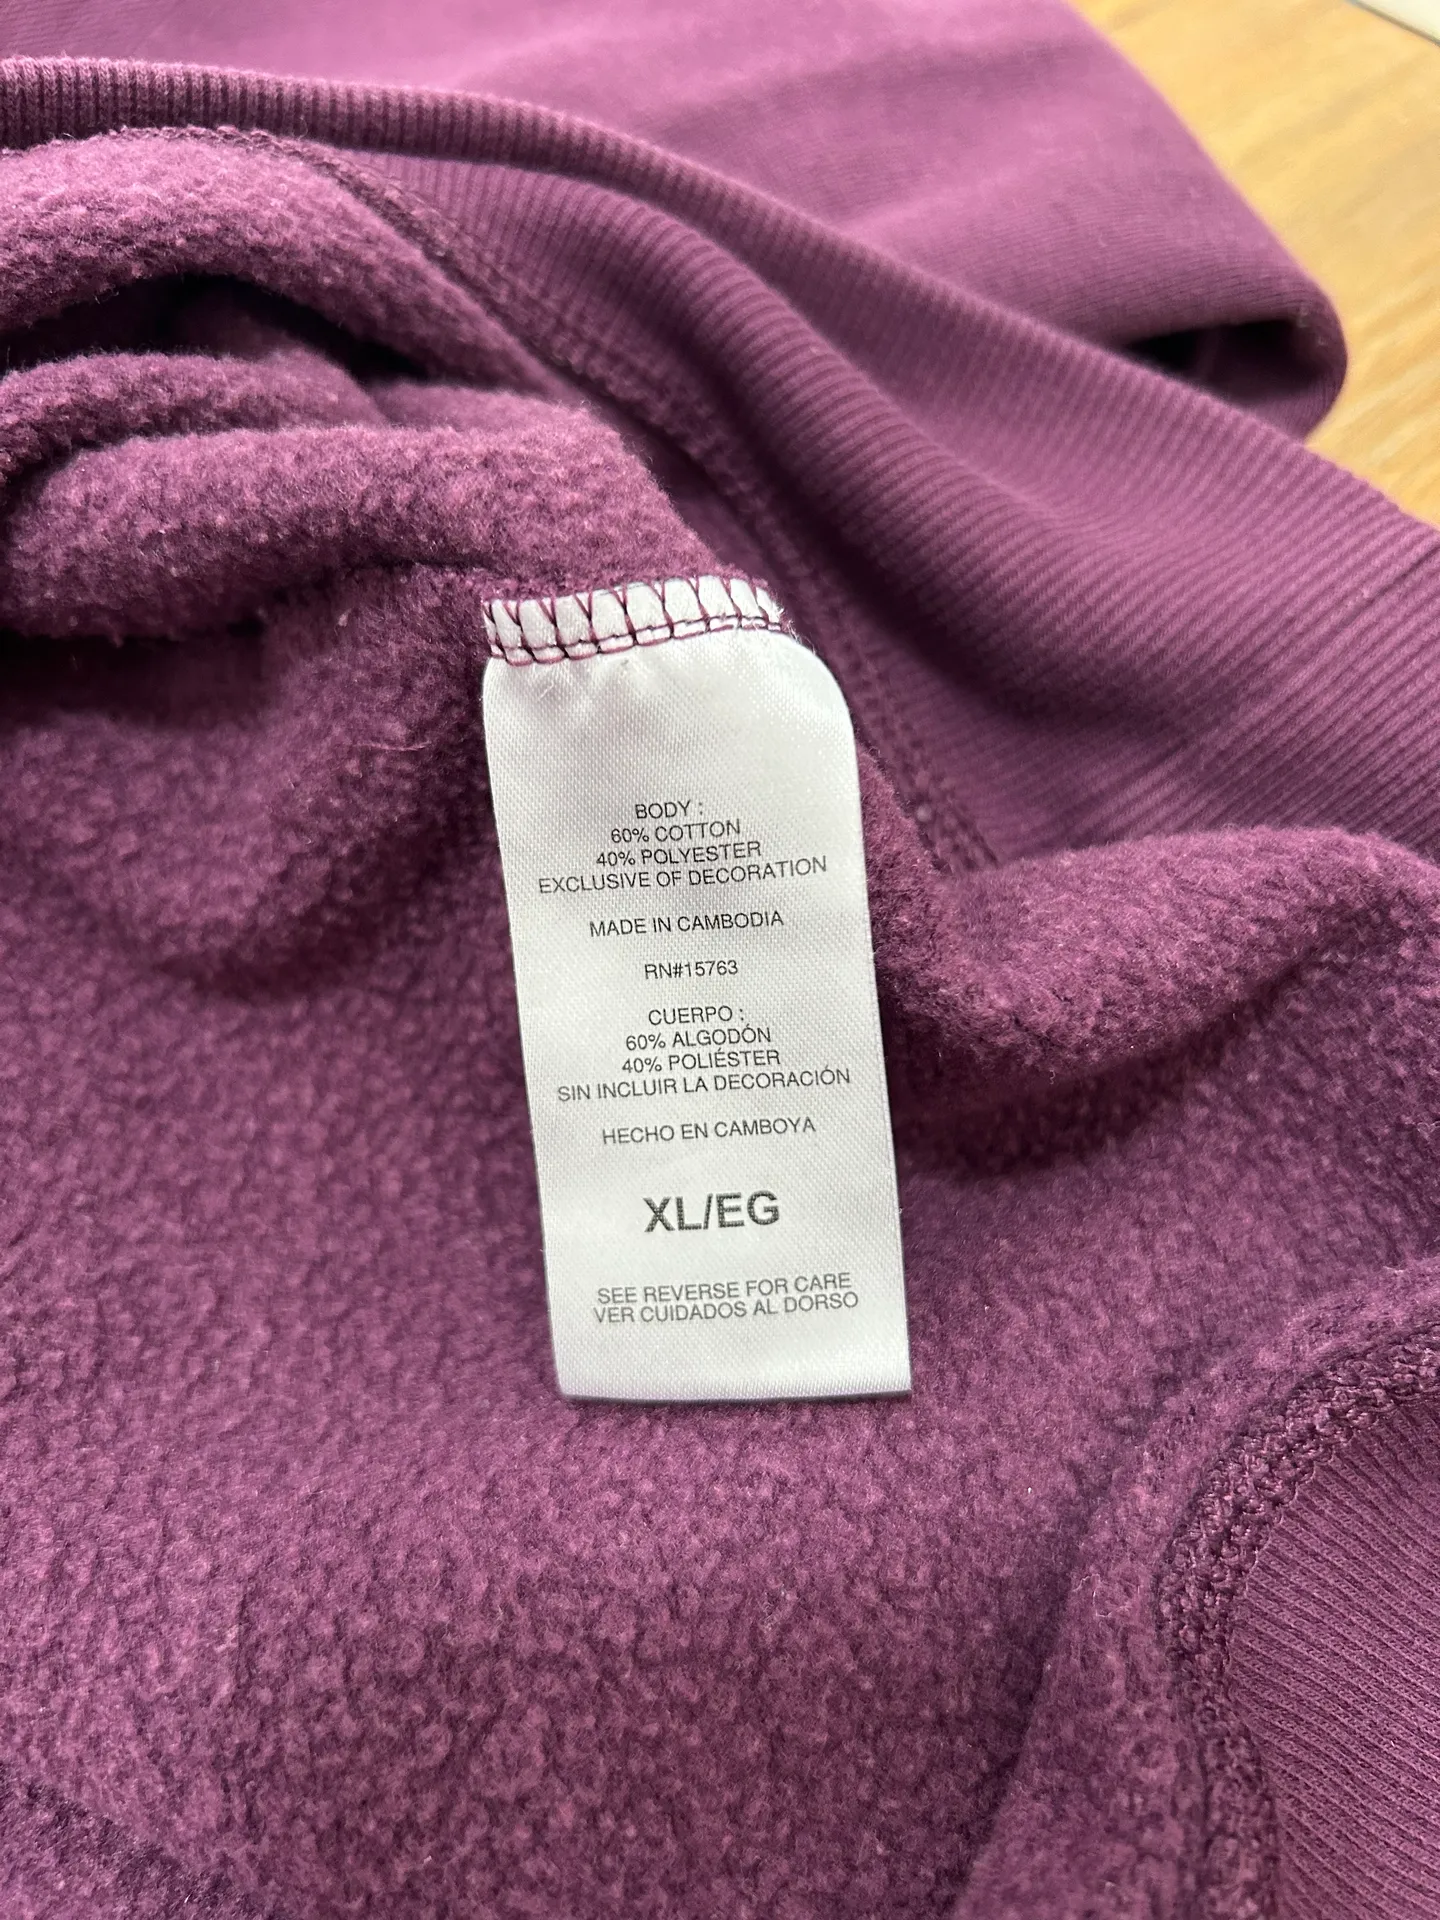 BODY :
60% COTTON
40% POLYESTER
EXCLUSIVE OF DECORATION
MADE IN CAMBODIA
RN#15763
CUERPO :
60% ALGODÓN
40% POLIÉSTER
SIN INCLUIR LA DECORACIÓN
HECHO EN CAMBOYA
XL/EG
SEE REVERSE FOR CARE
VER CUIDADOS AL DORSO